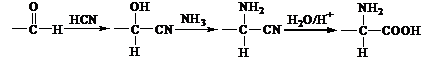 O OH NH₂ NH₂
—C—H HCN —C—CN NH₃ —C—CN H₂O/H⁺ —C—COOH
H H H